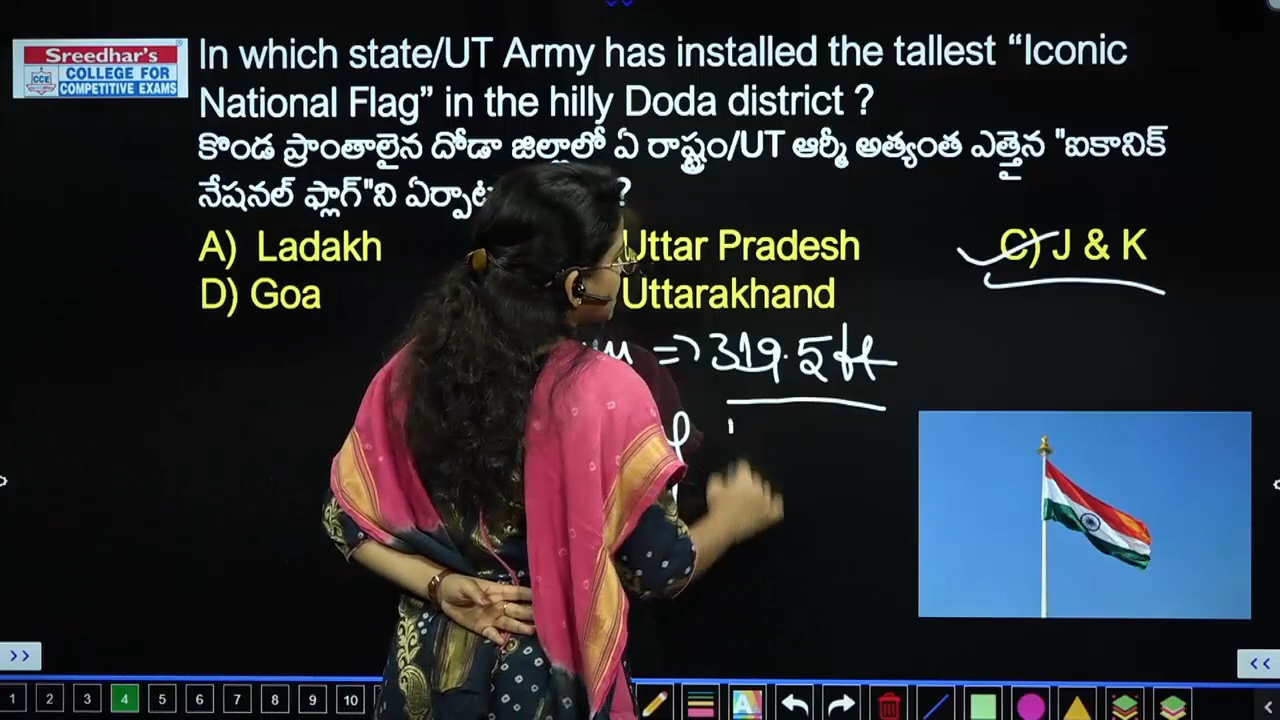 Sreedhar's
CCE
COLLEGE FOR
COMPETITIVE EXAMS
In which state/UT Army has installed the tallest “Iconic
National Flag” in the hilly Doda district ?
కొండ ప్రాంతాలైన దోడా జిల్లాలో ఏ రాష్ట్రం/UT ఆర్మీ అత్యంత ఎత్తైన "ఐకానిక్
నేషనల్ ఫ్లాగ్"ని ?
A) Ladakh Uttar Pradesh C) J & K
D) Goa Uttarakhand
=> 319.5 ft
>> <<
1 2 3 4 5 6 7 8 9 10 A